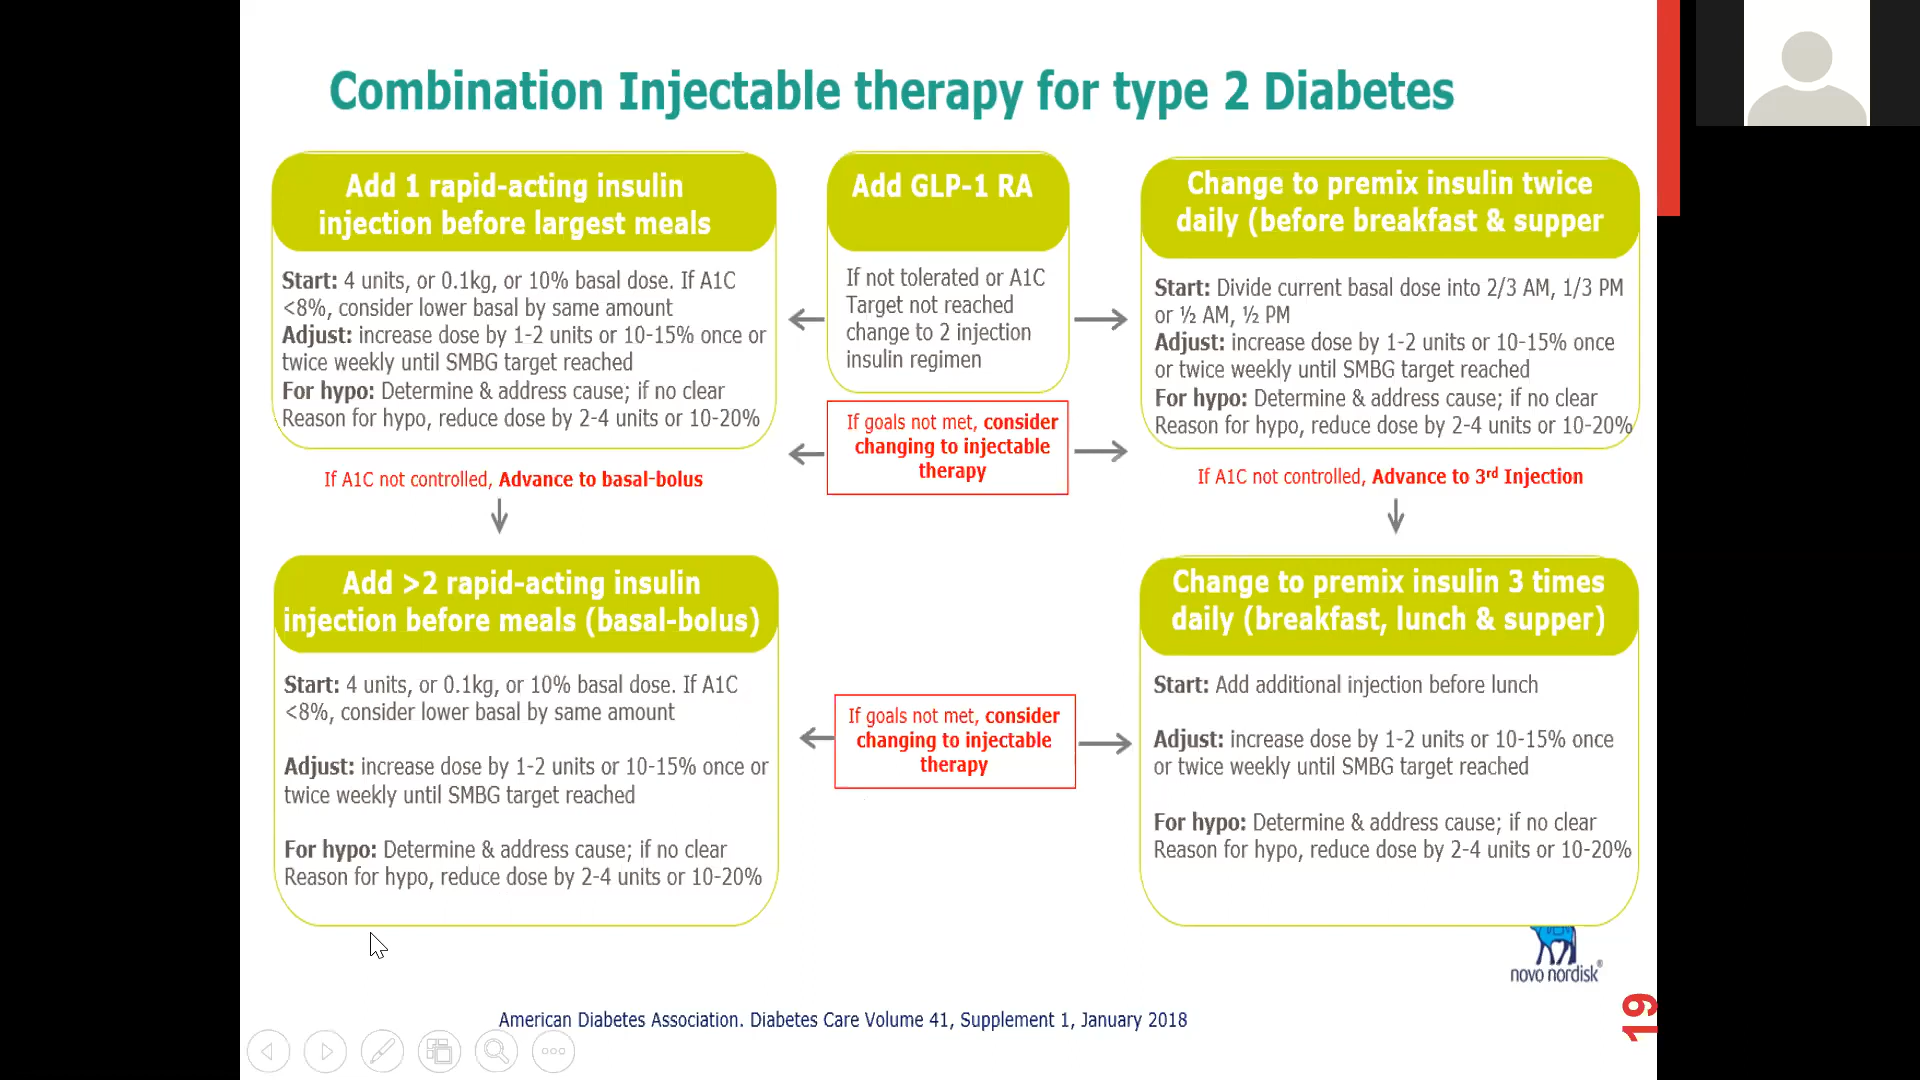 Combination Injectable therapy for type 2 Diabetes
Add 1 rapid-acting insulin
injection before largest meals
Start: 4 units, or 0.1kg, or 10% basal dose. If A1C
<8%, consider lower basal by same amount
Adjust: increase dose by 1-2 units or 10-15% once or
twice weekly until SMBG target reached
For hypo: Determine & address cause; if no clear
Reason for hypo, reduce dose by 2-4 units or 10-20%
If A1C not controlled, Advance to basal-bolus
Add GLP-1 RA
If not tolerated or A1C
Target not reached
change to 2 injection
insulin regimen
If goals not met, consider
changing to injectable
therapy
Change to premix insulin twice
daily (before breakfast & supper
Start: Divide current basal dose into 2/3 AM, 1/3 PM
or ½ AM, ½ PM
Adjust: increase dose by 1-2 units or 10-15% once
or twice weekly until SMBG target reached
For hypo: Determine & address cause; if no clear
Reason for hypo, reduce dose by 2-4 units or 10-20%
If A1C not controlled, Advance to 3rd Injection
Add >2 rapid-acting insulin
injection before meals (basal-bolus)
Start: 4 units, or 0.1kg, or 10% basal dose. If A1C
<8%, consider lower basal by same amount
Adjust: increase dose by 1-2 units or 10-15% once or
twice weekly until SMBG target reached
For hypo: Determine & address cause; if no clear
Reason for hypo, reduce dose by 2-4 units or 10-20%
If goals not met, consider
changing to injectable
therapy
Change to premix insulin 3 times
daily (breakfast, lunch & supper)
Start: Add additional injection before lunch
Adjust: increase dose by 1-2 units or 10-15% once
or twice weekly until SMBG target reached
For hypo: Determine & address cause; if no clear
Reason for hypo, reduce dose by 2-4 units or 10-20%
novo nordisk®
American Diabetes Association. Diabetes Care Volume 41, Supplement 1, January 2018
19